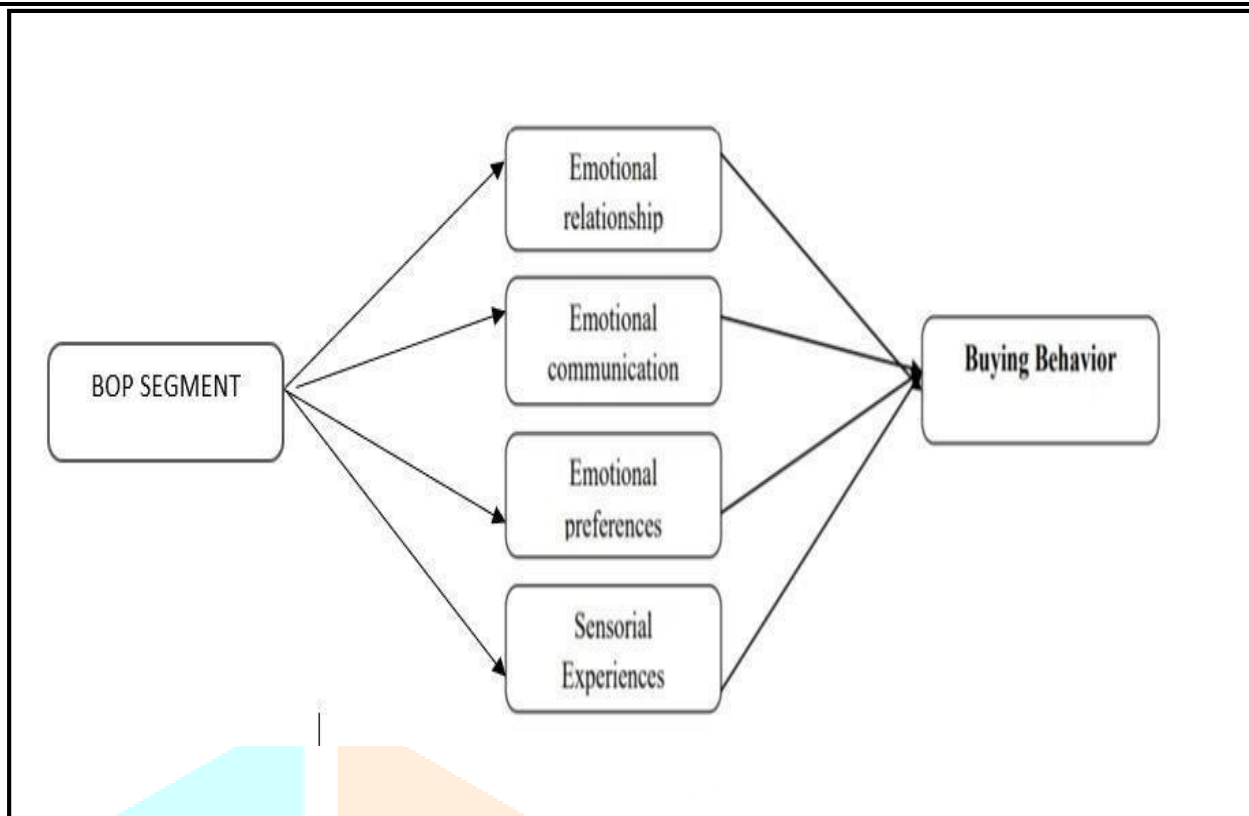 Emotional
relationship
Emotional
communication
BOP SEGMENT
Buying Behavior
Emotional
preferences
Sensorial
Experiences